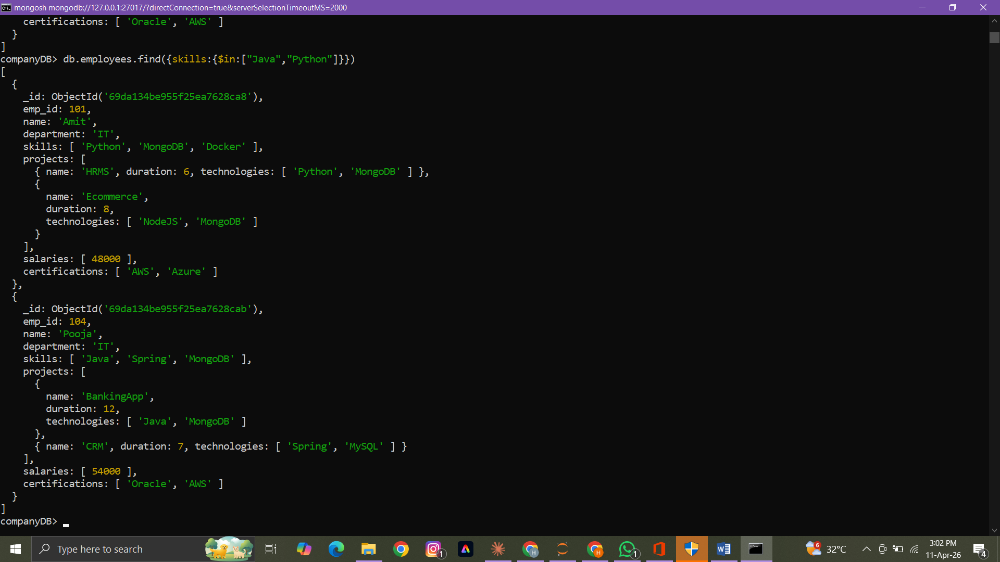 mongosh mongodb://127.0.0.1:27017/?directConnection=true&serverSelectionTimeoutMS=2000
    certifications: [ 'Oracle', 'AWS' ]
  }
]
companyDB> db.employees.find({skills:{$in:["Java","Python"]}})
[
  {
    _id: ObjectId('69da134be955f25ea7628ca8'),
    emp_id: 101,
    name: 'Amit',
    department: 'IT',
    skills: [ 'Python', 'MongoDB', 'Docker' ],
    projects: [
      { name: 'HRMS', duration: 6, technologies: [ 'Python', 'MongoDB' ] },
      {
        name: 'Ecommerce',
        duration: 8,
        technologies: [ 'NodeJS', 'MongoDB' ]
      }
    ],
    salaries: [ 48000 ],
    certifications: [ 'AWS', 'Azure' ]
  },
  {
    _id: ObjectId('69da134be955f25ea7628cab'),
    emp_id: 104,
    name: 'Pooja',
    department: 'IT',
    skills: [ 'Java', 'Spring', 'MongoDB' ],
    projects: [
      {
        name: 'BankingApp',
        duration: 12,
        technologies: [ 'Java', 'MongoDB' ]
      },
      { name: 'CRM', duration: 7, technologies: [ 'Spring', 'MySQL' ] }
    ],
    salaries: [ 54000 ],
    certifications: [ 'Oracle', 'AWS' ]
  }
]
companyDB>
Type here to search
1
1
6
32°C
3:02 PM
11-Apr-26
4